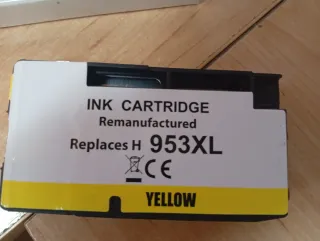 INK CARTRIDGE
Remanufactured
Replaces H 953XL
CE
YELLOW